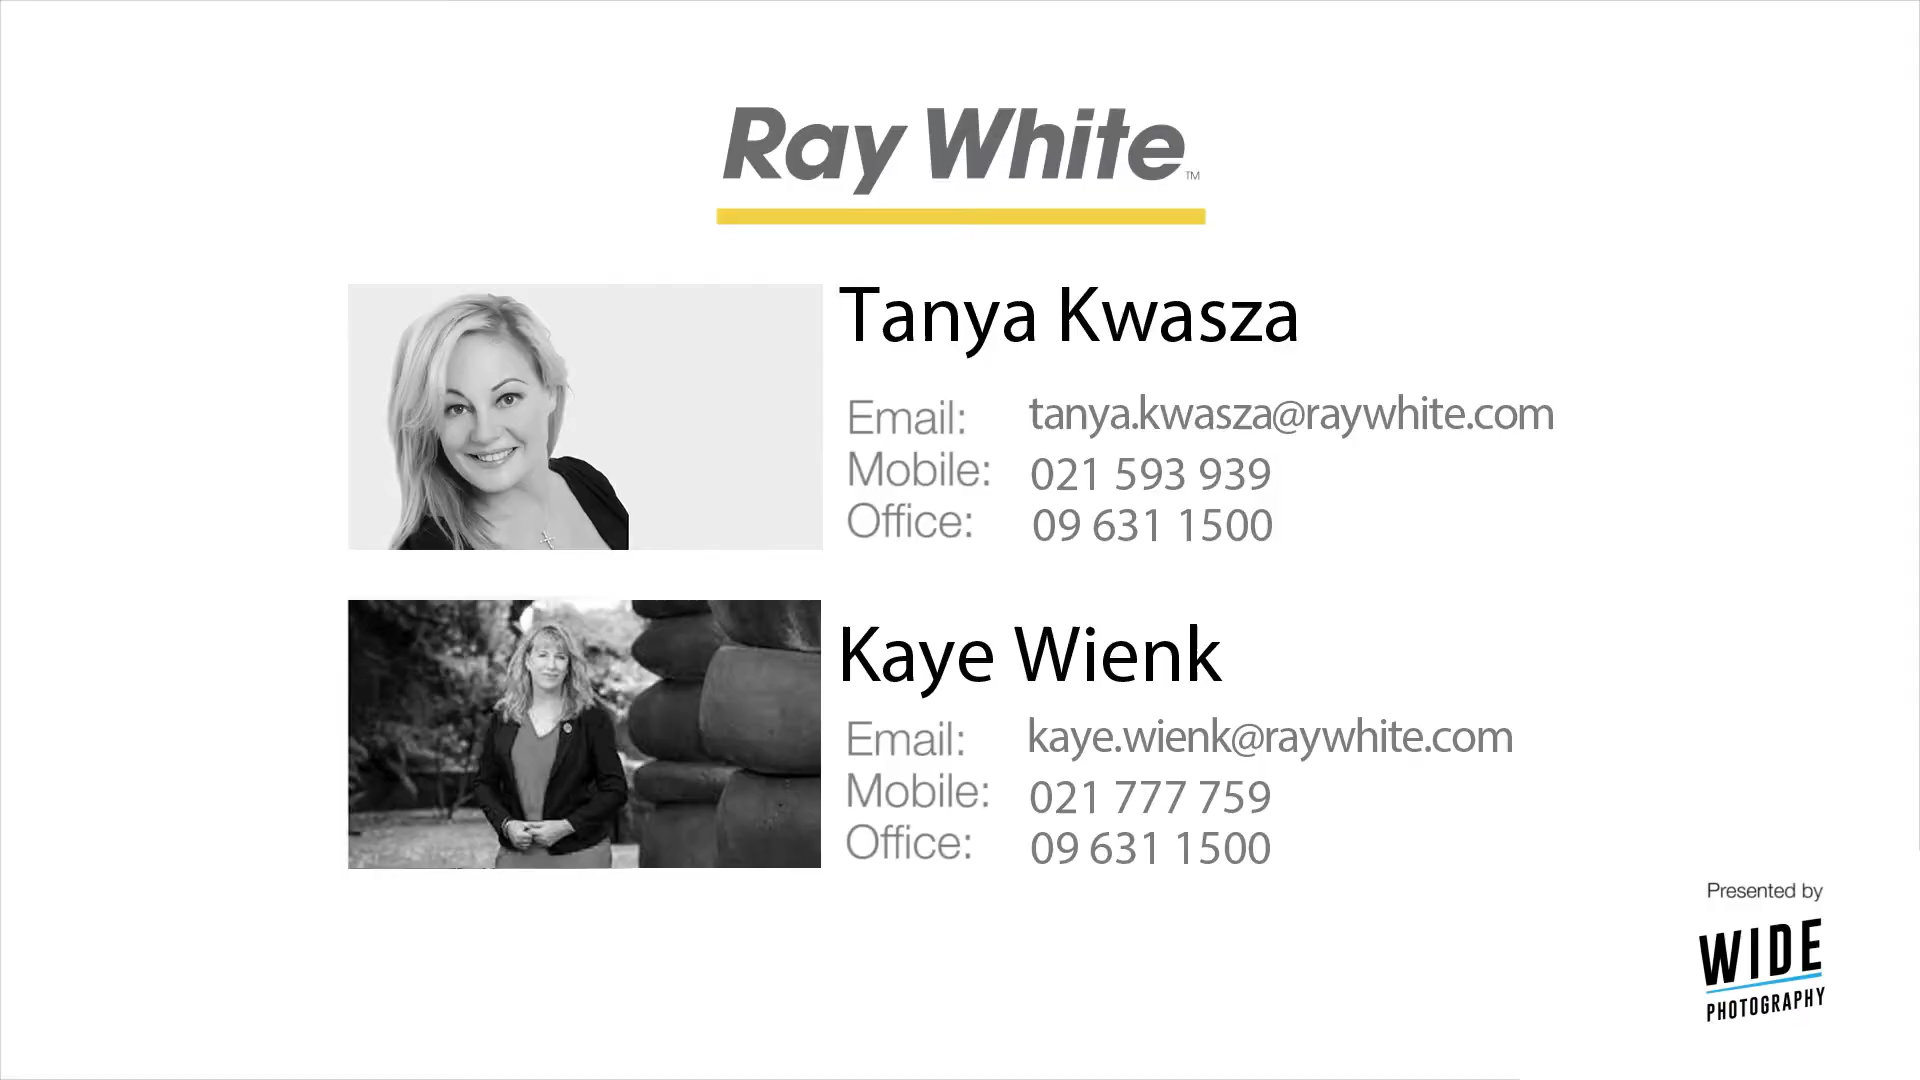 Ray White TM
Tanya Kwasza
Email: tanya.kwasza@raywhite.com
Mobile: 021 593 939
Office: 09 631 1500
Kaye Wienk
Email: kaye.wienk@raywhite.com
Mobile: 021 777 759
Office: 09 631 1500
Presented by
WIDE
PHOTOGRAPHY